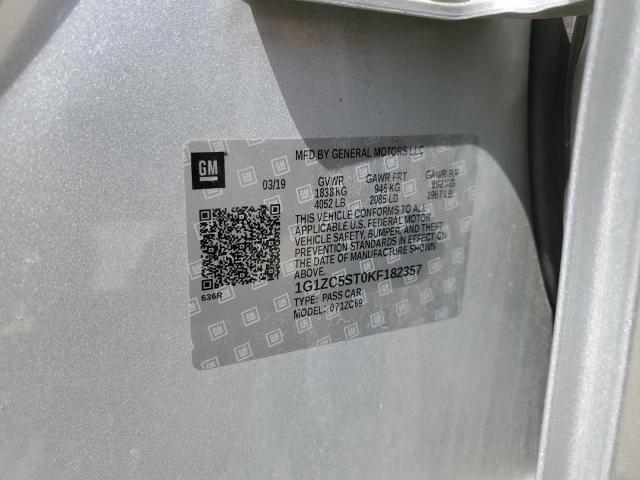 MFD BY GENERAL MOTORS LLC
GM
03/19
GVWR GAWR FRT GAWR RR
1838 KG 946 KG 892 KG
4052 LB 2085 LB 1967 LB
THIS VEHICLE CONFORMS TO ALL
APPLICABLE U.S. FEDERAL MOTOR
VEHICLE SAFETY, BUMPER, AND THEFT
PREVENTION STANDARDS IN EFFECT ON
THE DATE OF MANUFACTURE SHOWN
ABOVE.
1G1ZC5ST0KF182357
TYPE: PASS CAR
MODEL: 071ZC69
636R